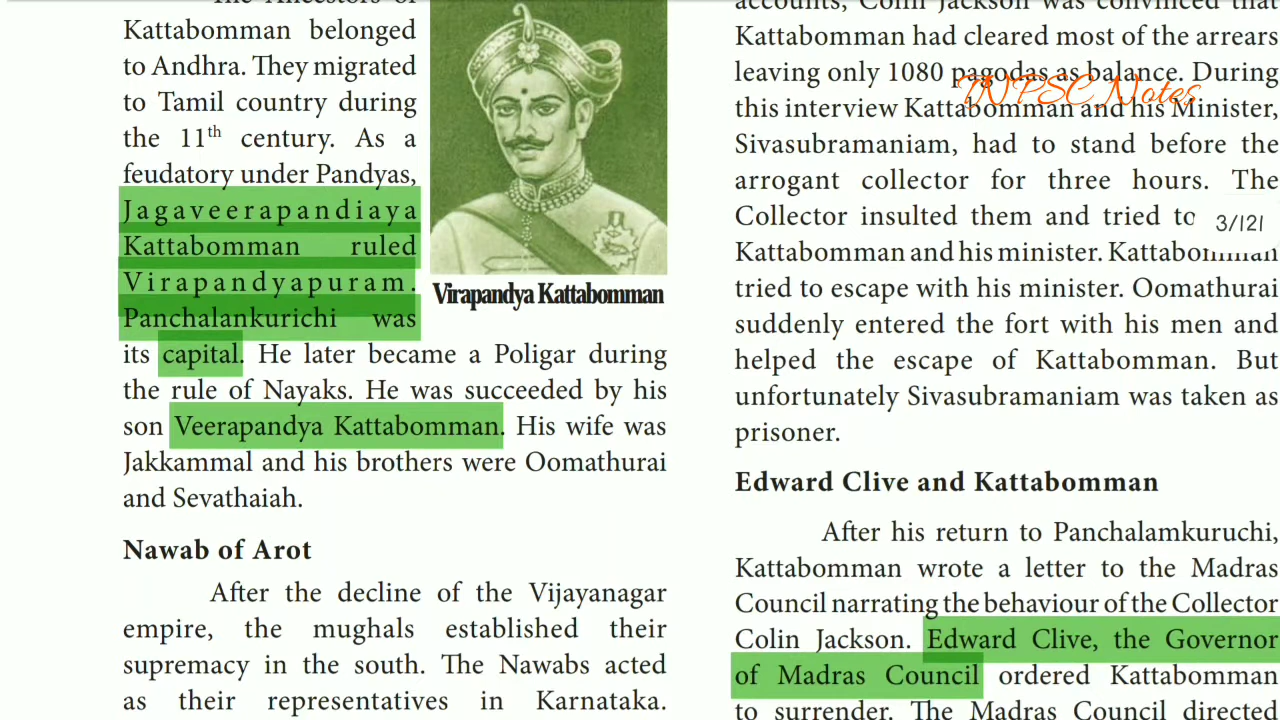 The Ancestors of
Kattabomman belonged
to Andhra. They migrated
to Tamil country during
the 11th century. As a
feudatory under Pandyas,
Jagaveerapandiaya
Kattabomman ruled
Virapandyapuram.
Panchalankurichi was
its capital. He later became a Poligar during
the rule of Nayaks. He was succeeded by his
son Veerapandya Kattabomman. His wife was
Jakkammal and his brothers were Oomathurai
and Sevathaiah.
Virapandya Kattabomman
Nawab of Arot
After the decline of the Vijayanagar
empire, the mughals established their
supremacy in the south. The Nawabs acted
as their representatives in Karnataka.
accounts, Colin Jackson was convinced that
Kattabomman had cleared most of the arrears
leaving only 1080 pagodas as balance. During
this interview Kattabomman and his Minister,
Sivasubramaniam, had to stand before the
arrogant collector for three hours. The
Collector insulted them and tried to
Kattabomman and his minister. Kattabomman
tried to escape with his minister. Oomathurai
suddenly entered the fort with his men and
helped the escape of Kattabomman. But
unfortunately Sivasubramaniam was taken as
prisoner.
Edward Clive and Kattabomman
After his return to Panchalamkuruchi,
Kattabomman wrote a letter to the Madras
Council narrating the behaviour of the Collector
Colin Jackson. Edward Clive, the Governor
of Madras Council ordered Kattabomman
to surrender. The Madras Council directed
TNPSC Notes
3/121